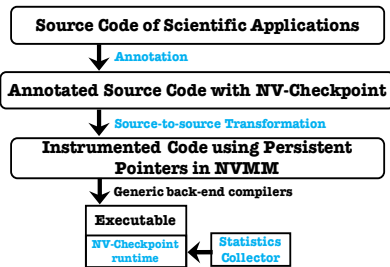 Source Code of Scientific Applications
Annotation
Annotated Source Code with NV-Checkpoint
Source-to-source Transformation
Instrumented Code using Persistent
Pointers in NVMM
Generic back-end compilers
Executable
NV-Checkpoint
runtime
Statistics
Collector